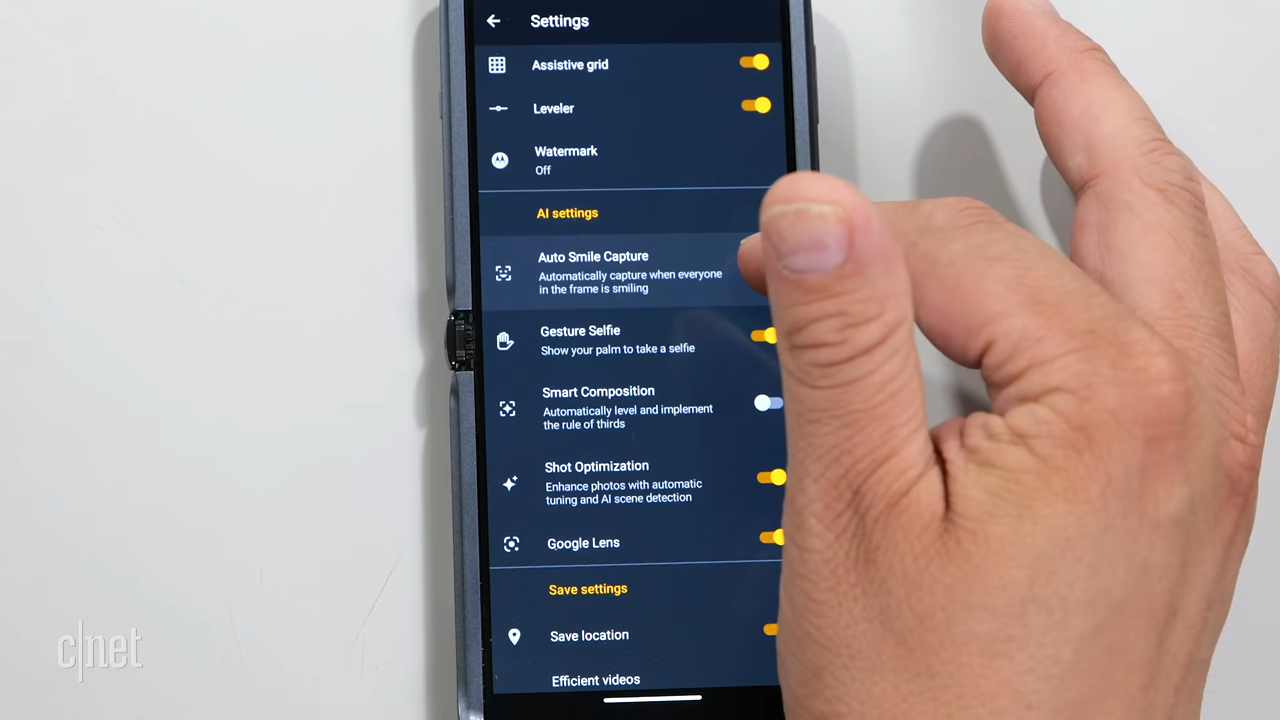 Settings
Assistive grid
Leveler
Watermark
Off
AI settings
Auto Smile Capture
Automatically capture when everyone
in the frame is smiling
Gesture Selfie
Show your palm to take a selfie
Smart Composition
Automatically level and implement
the rule of thirds
Shot Optimization
Enhance photos with automatic
tuning and AI scene detection
Google Lens
Save settings
Save location
Efficient videos
c|net